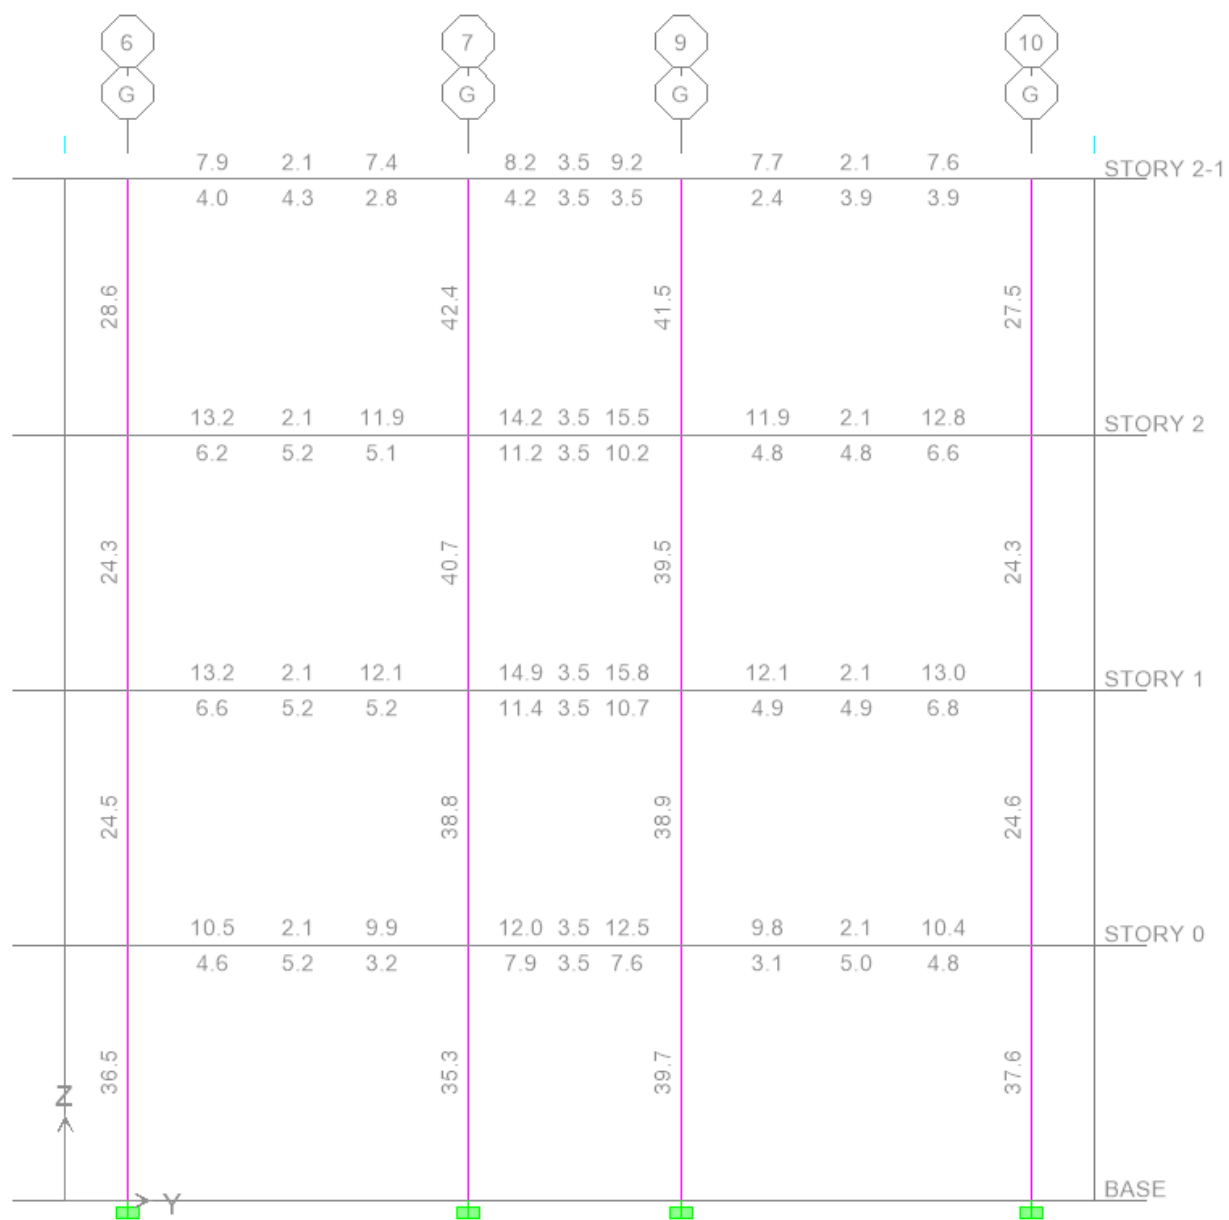 6 7 9 10
G G G G
7.9 2.1 7.4 8.2 3.5 9.2 7.7 2.1 7.6 STORY 2-1
4.0 4.3 2.8 4.2 3.5 3.5 2.4 3.9 3.9
28.6 42.4 41.5 27.5
13.2 2.1 11.9 14.2 3.5 15.5 11.9 2.1 12.8 STORY 2
6.2 5.2 5.1 11.2 3.5 10.2 4.8 4.8 6.6
24.3 40.7 39.5 24.3
13.2 2.1 12.1 14.9 3.5 15.8 12.1 2.1 13.0 STORY 1
6.6 5.2 5.2 11.4 3.5 10.7 4.9 4.9 6.8
24.5 38.8 38.9 24.6
10.5 2.1 9.9 12.0 3.5 12.5 9.8 2.1 10.4 STORY 0
4.6 5.2 3.2 7.9 3.5 7.6 3.1 5.0 4.8
36.5 35.3 39.7 37.6
Z
Y BASE